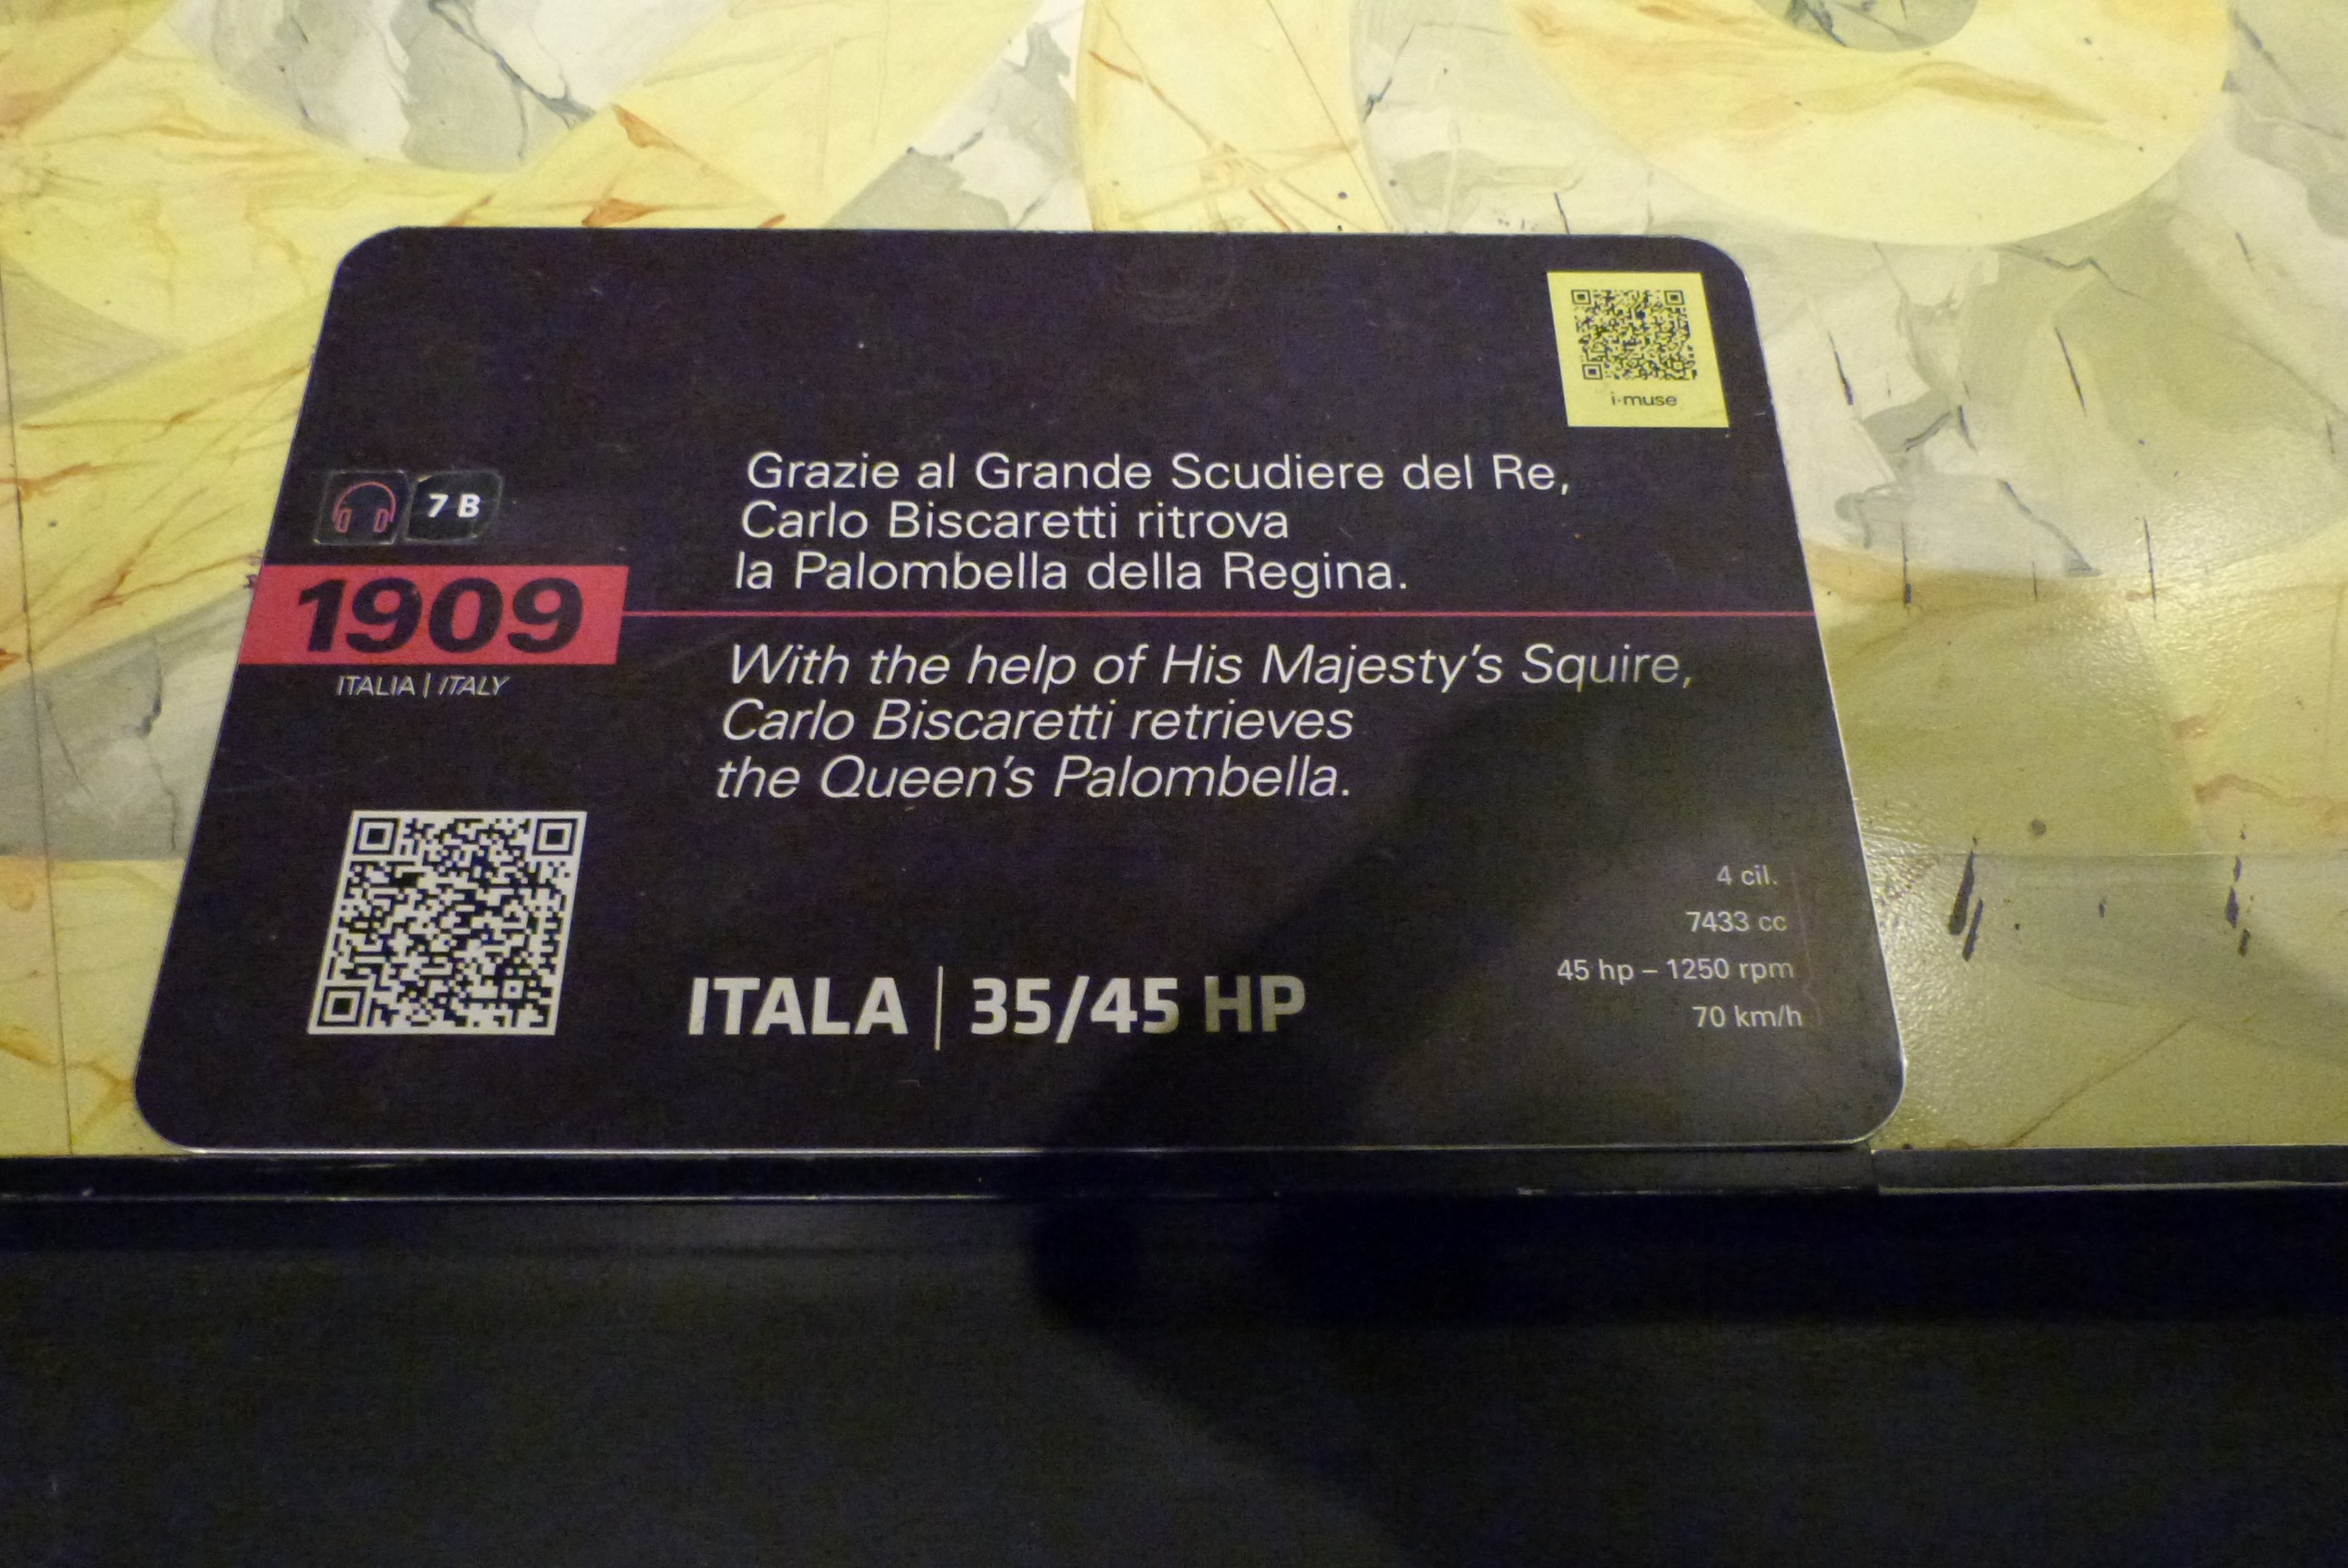 i·muse
7 B
Grazie al Grande Scudiere del Re,
Carlo Biscaretti ritrova
la Palombella della Regina.
1909
ITALIA | ITALY
With the help of His Majesty's Squire,
Carlo Biscaretti retrieves
the Queen's Palombella.
ITALA | 35/45 HP
4 cil.
7433 cc
45 hp – 1250 rpm
70 km/h